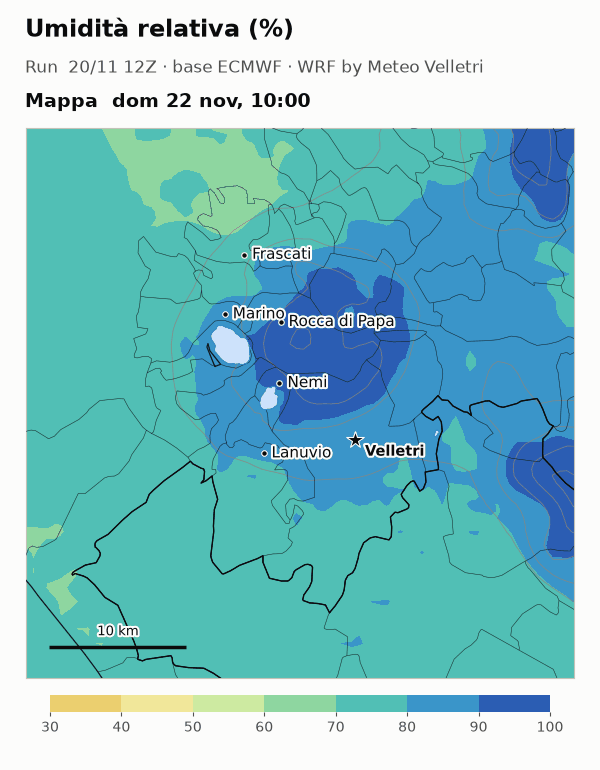 Umidità relativa (%)
Run  20/11 12Z · base ECMWF · WRF by Meteo Velletri
Mappa  dom 22 nov, 10:00
Frascati
Marino
Rocca di Papa
Nemi
Velletri
Lanuvio
10 km
30 40 50 60 70 80 90 100